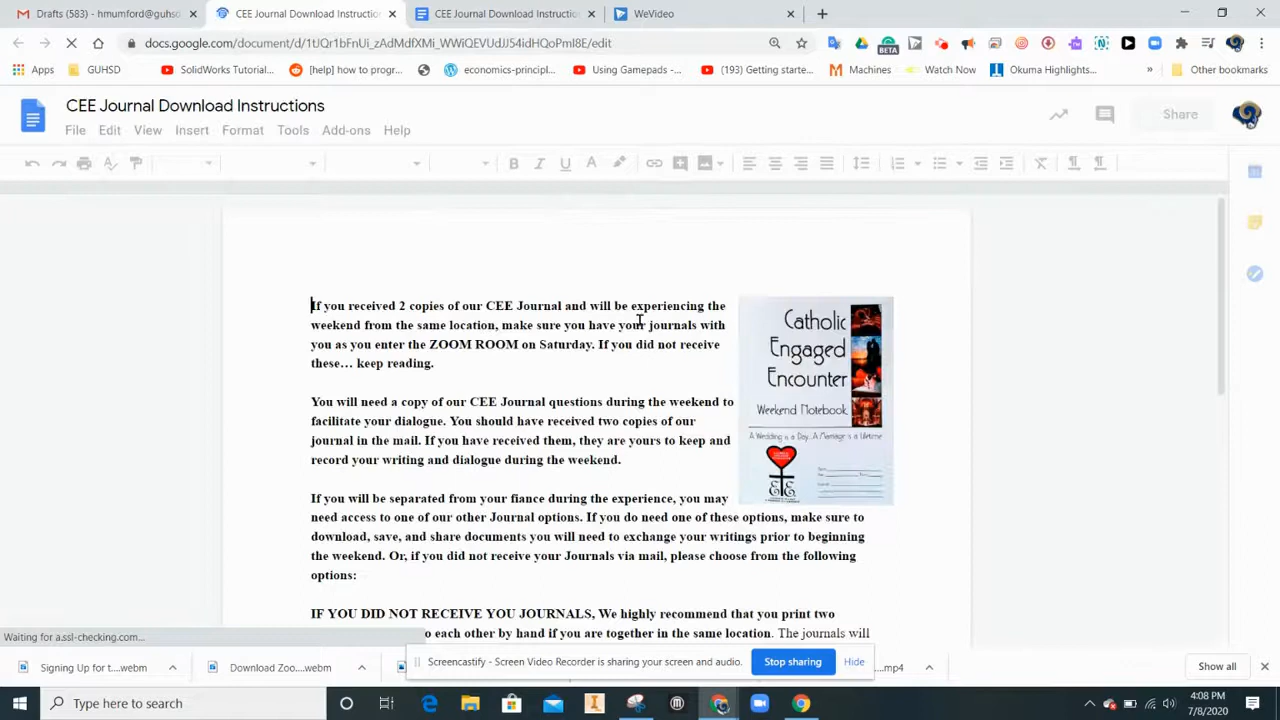 Drafts (583) - hmumford@guhsd
CEE Journal Download Instruction
CEE Journal Download Instruction
WeVideo
docs.google.com/document/d/1tJQr1bFnUi_zAdMdfXMi_WWiQEVUdJJ54idHQoPmI8E/edit
BETA
Apps
GUHSD
SolidWorks Tutorial...
[help] how to progr...
economics-principl...
Using Gamepads -...
(193) Getting starte...
Machines
Watch Now
Okuma Highlights...
»
Other bookmarks
CEE Journal Download Instructions
File Edit View Insert Format Tools Add-ons Help
Share
B I U A
If you received 2 copies of our CEE Journal and will be experiencing the
weekend from the same location, make sure you have your journals with
you as you enter the ZOOM ROOM on Saturday. If you did not receive
these… keep reading.
Catholic
Engaged
Encounter
Weekend Notebook
A Wedding is a Day...A Marriage is a Lifetime
You will need a copy of our CEE Journal questions during the weekend to
facilitate your dialogue. You should have received two copies of our
journal in the mail. If you have received them, they are yours to keep and
record your writing and dialogue during the weekend.
If you will be separated from your fiance during the experience, you may
need access to one of our other Journal options. If you do need one of these options, make sure to
download, save, and share documents you will need to exchange your writings prior to beginning
the weekend. Or, if you did not receive your Journals via mail, please choose from the following
options:
IF YOU DID NOT RECEIVE YOU JOURNALS, We highly recommend that you print two
o each other by hand if you are together in the same location. The journals will
Waiting for a.ssl-checking.com...
Signing Up for t....webm
Download Zoo....webm
Screencastify - Screen Video Recorder is sharing your screen and audio.
Stop sharing
Hide
.mp4
Show all
Type here to search
4:08 PM
7/8/2020